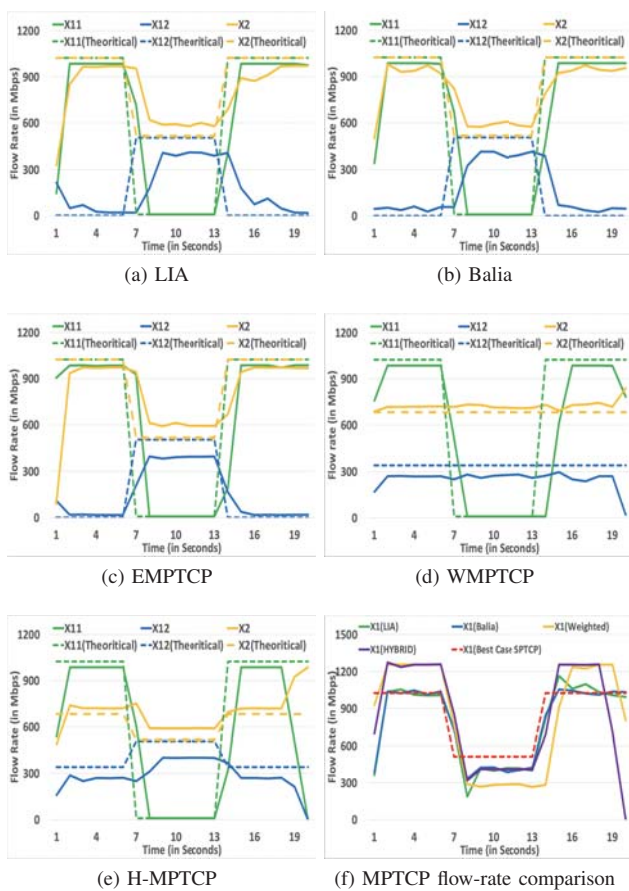 X11 X12 X2
X11(Theoritical) X12(Theoritical) X2(Theoritical)
Flow Rate (in Mbps)
1200
900
600
300
0
1 4 7 10 13 16 19
Time (in Seconds)
(a) LIA
X11 X12 X2
X11(Theoritical) X12(Theoritical) X2(Theoritical)
Flow Rate (in Mbps)
1200
900
600
300
0
1 4 7 10 13 16 19
Time (in Seconds)
(b) Balia
X11 X12 X2
X11(Theoritical) X12(Theoritical) X2(Theoritical)
Flow Rate (in Mbps)
1200
900
600
300
0
1 4 7 10 13 16 19
Time (in Seconds)
(c) EMPTCP
X11 X12 X2
X11(Theoritical) X12(Theoritical) X2(Theoritical)
Flow rate (in Mbps)
1200
900
600
300
0
1 4 7 10 13 16 19
Time (in Seconds)
(d) WMPTCP
X11 X12 X2
X11(Theoritical) X12(Theoritical) X2(Theoritical)
Flow Rate (in Mbps)
1200
900
600
300
0
1 4 7 10 13 16 19
Time (in Seconds)
(e) H-MPTCP
X1(LIA) X1(Balia) X1(Weighted)
X1(HYBRID) X1(Best Case SPTCP)
Flow Rate (in Mbps)
1500
1200
900
600
300
0
1 4 7 10 13 16 19
Time (in Seconds)
(f) MPTCP flow-rate comparison